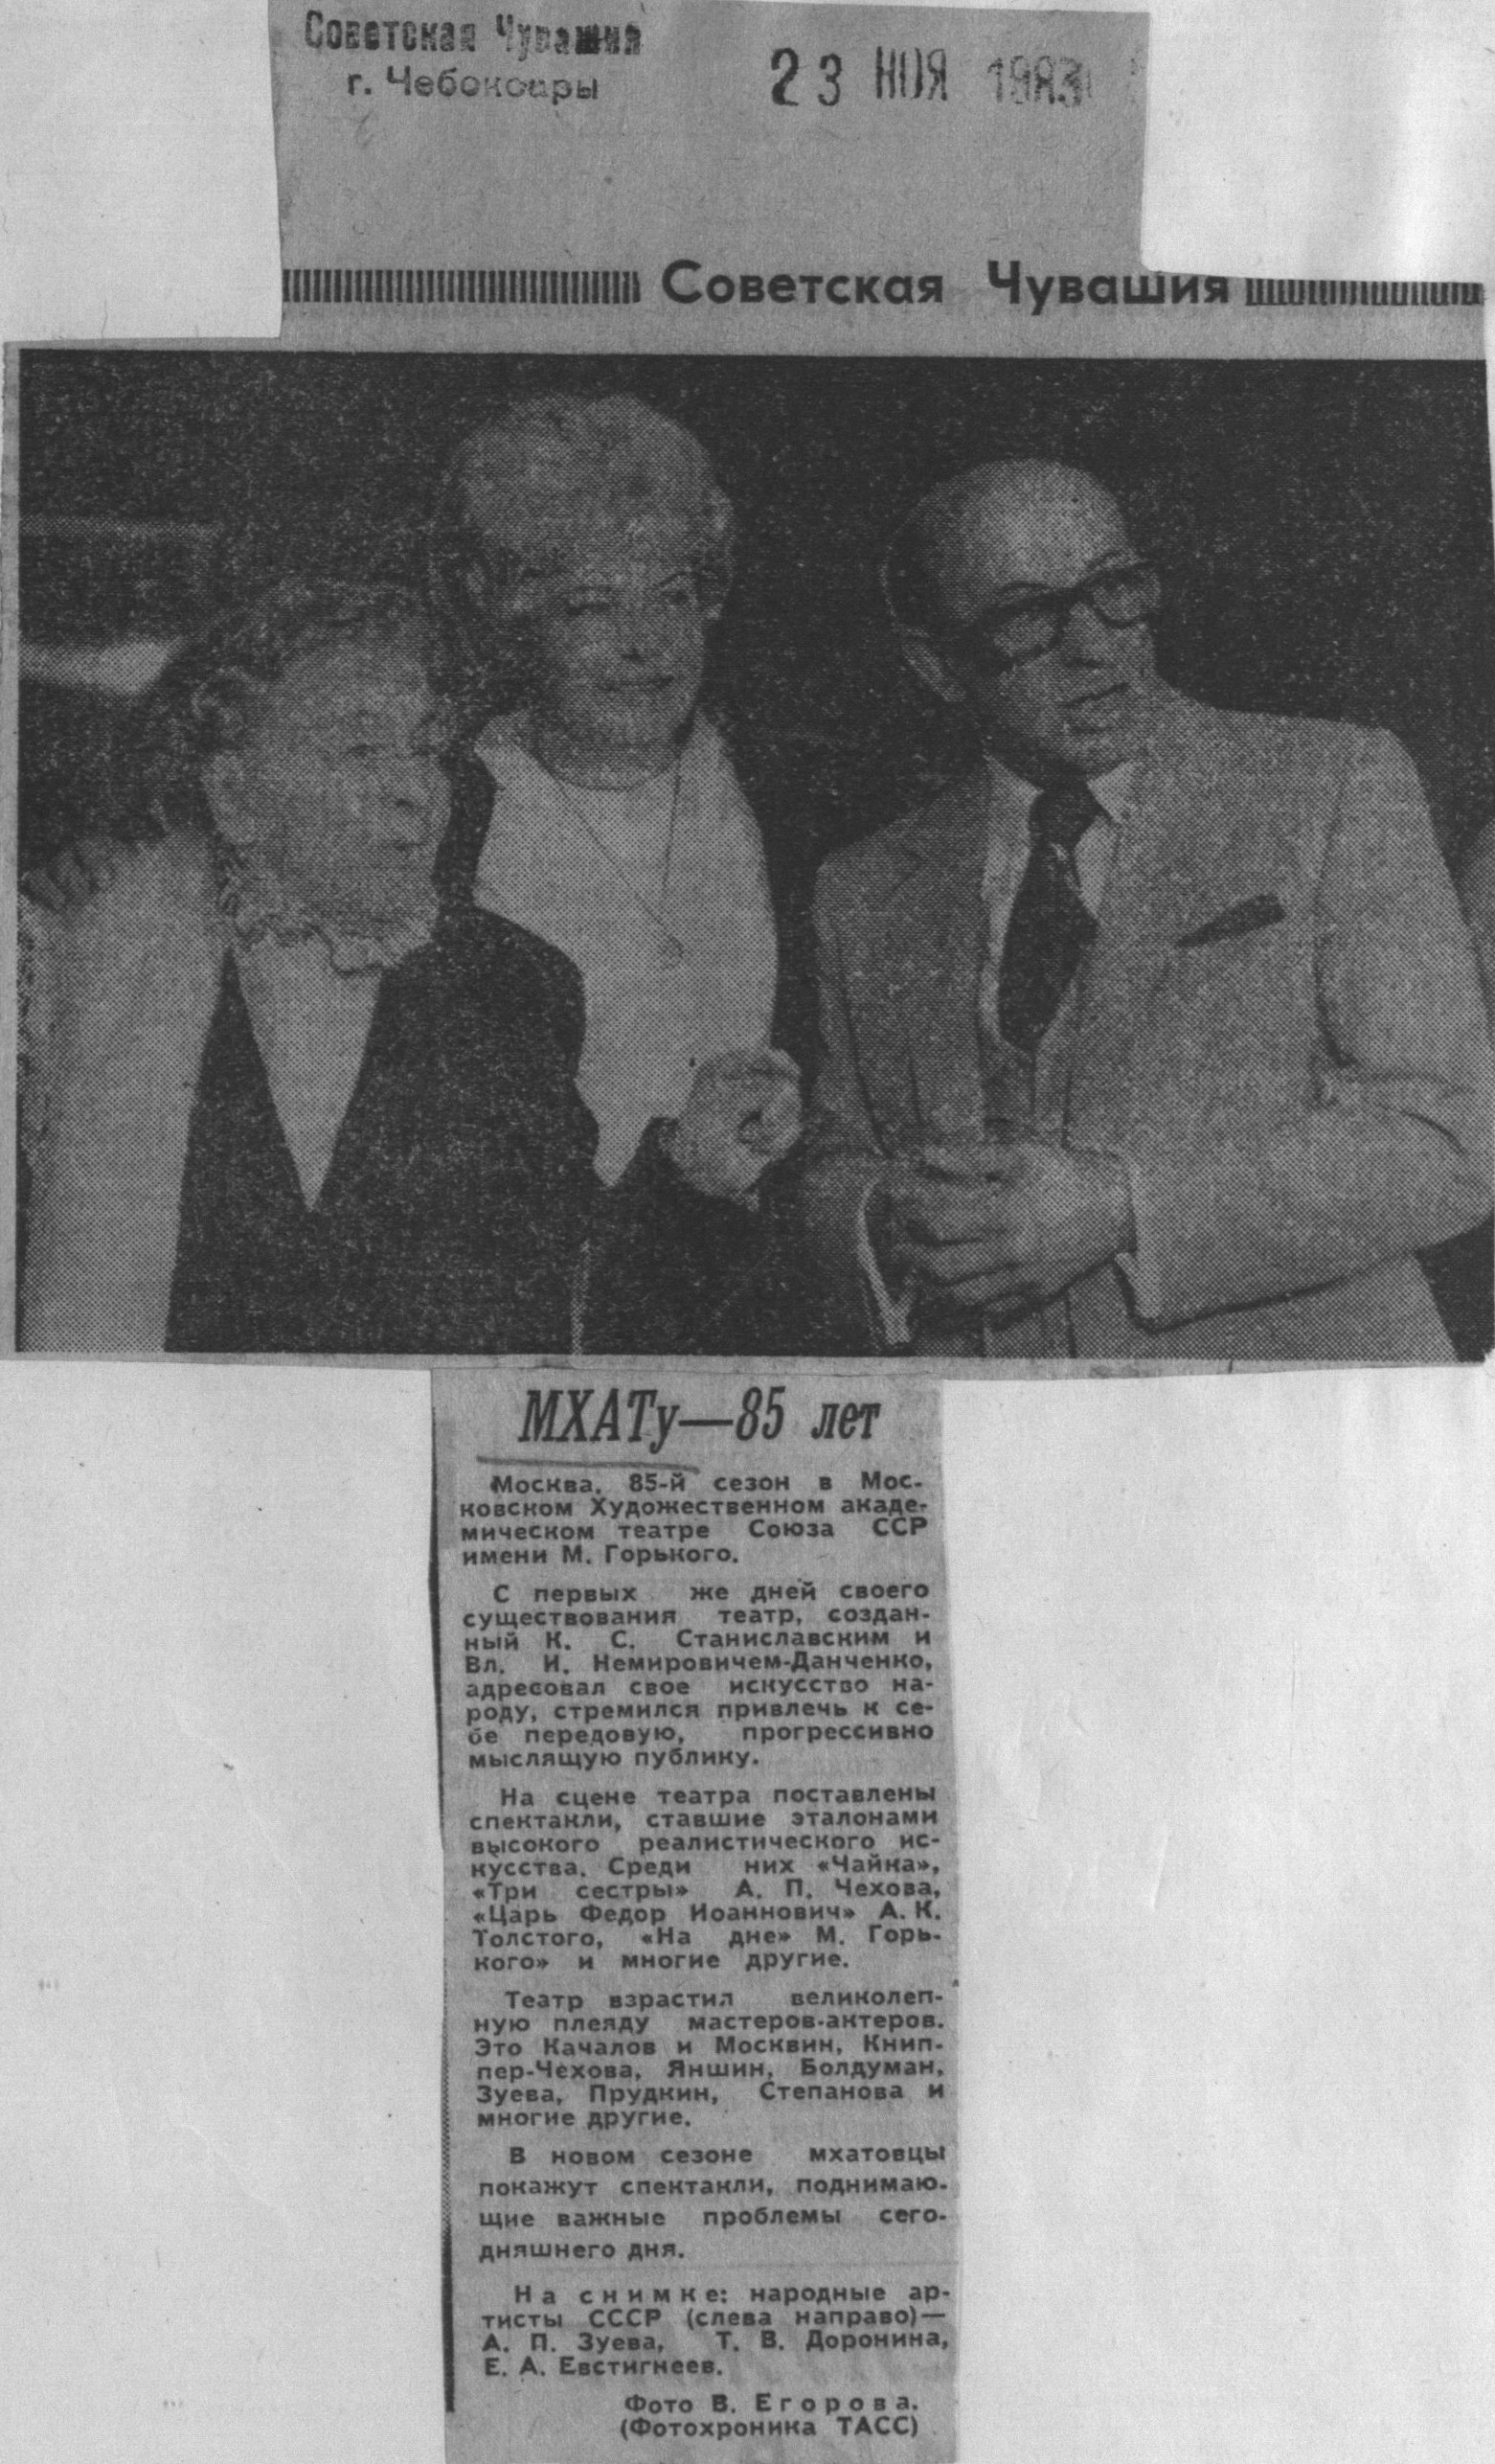 Советская Чувашия
г. Чебоксары
23 НОЯ 1983
Советская Чувашия
МХАТу—85 лет
Москва. 85-й сезон в Мос-
ковском Художественном акаде-
мическом театре Союза ССР
имени М. Горького.
С первых же дней своего
существования театр, создан-
ный К. С. Станиславским и
Вл. И. Немировичем-Данченко,
адресовал свое искусство на-
роду, стремился привлечь к се-
бе передовую, прогрессивно
мыслящую публику.
На сцене театра поставлены
спектакли, ставшие эталонами
высокого реалистического ис-
кусства. Среди них «Чайка»,
«Три сестры» А. П. Чехова,
«Царь Федор Иоаннович» А. К.
Толстого, «На дне» М. Горь-
кого» и многие другие.
Театр взрастил великолеп-
ную плеяду мастеров-актеров.
Это Качалов и Москвин, Книп-
пер-Чехова, Яншин, Болдуман,
Зуева, Прудкин, Степанова и
многие другие.
В новом сезоне мхатовцы
покажут спектакли, поднимаю-
щие важные проблемы сего-
дняшнего дня.
На снимке: народные ар-
тисты СССР (слева направо)—
А. П. Зуева, Т. В. Доронина,
Е. А. Евстигнеев.
Фото В. Егорова.
(Фотохроника ТАСС)